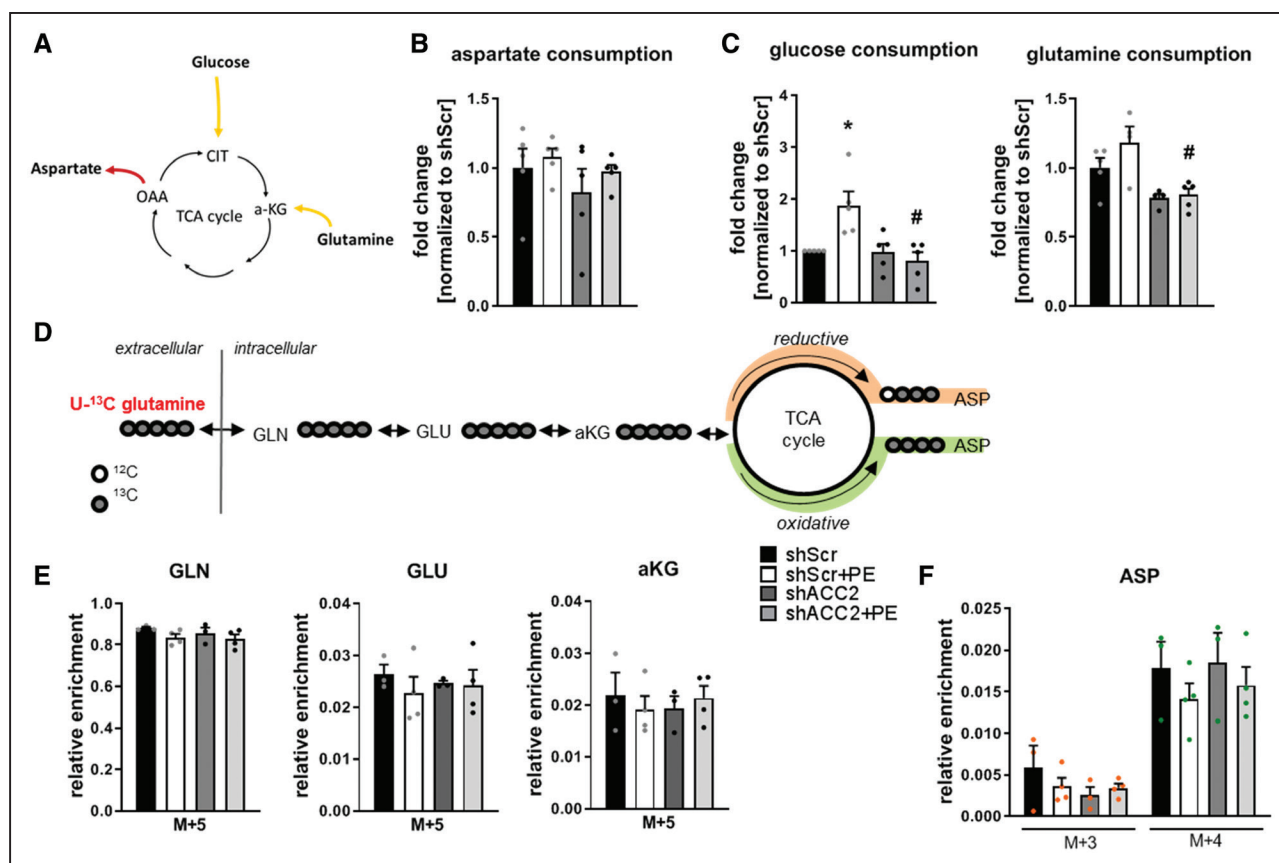 A
Glucose
CIT
Aspartate
OAA
TCA cycle
a-KG
Glutamine
B
aspartate consumption
fold change
[normalized to shScr]
1.5
1.0
0.5
0.0
C
glucose consumption
fold change
[normalized to shScr]
4
3
2
1
0
*
#
glutamine consumption
fold change
[normalized to shScr]
1.5
1.0
0.5
0.0
#
D
extracellular
intracellular
U-¹³C glutamine
GLN
GLU
aKG
¹²C
¹³C
reductive
TCA
cycle
oxidative
ASP
ASP
shScr
shScr+PE
shACC2
shACC2+PE
E
GLN
relative enrichment
1.0
0.8
0.6
0.4
0.2
0.0
M+5
GLU
relative enrichment
0.04
0.03
0.02
0.01
0.00
M+5
aKG
relative enrichment
0.04
0.03
0.02
0.01
0.00
M+5
F
ASP
relative enrichment
0.025
0.020
0.015
0.010
0.005
0.000
M+3
M+4